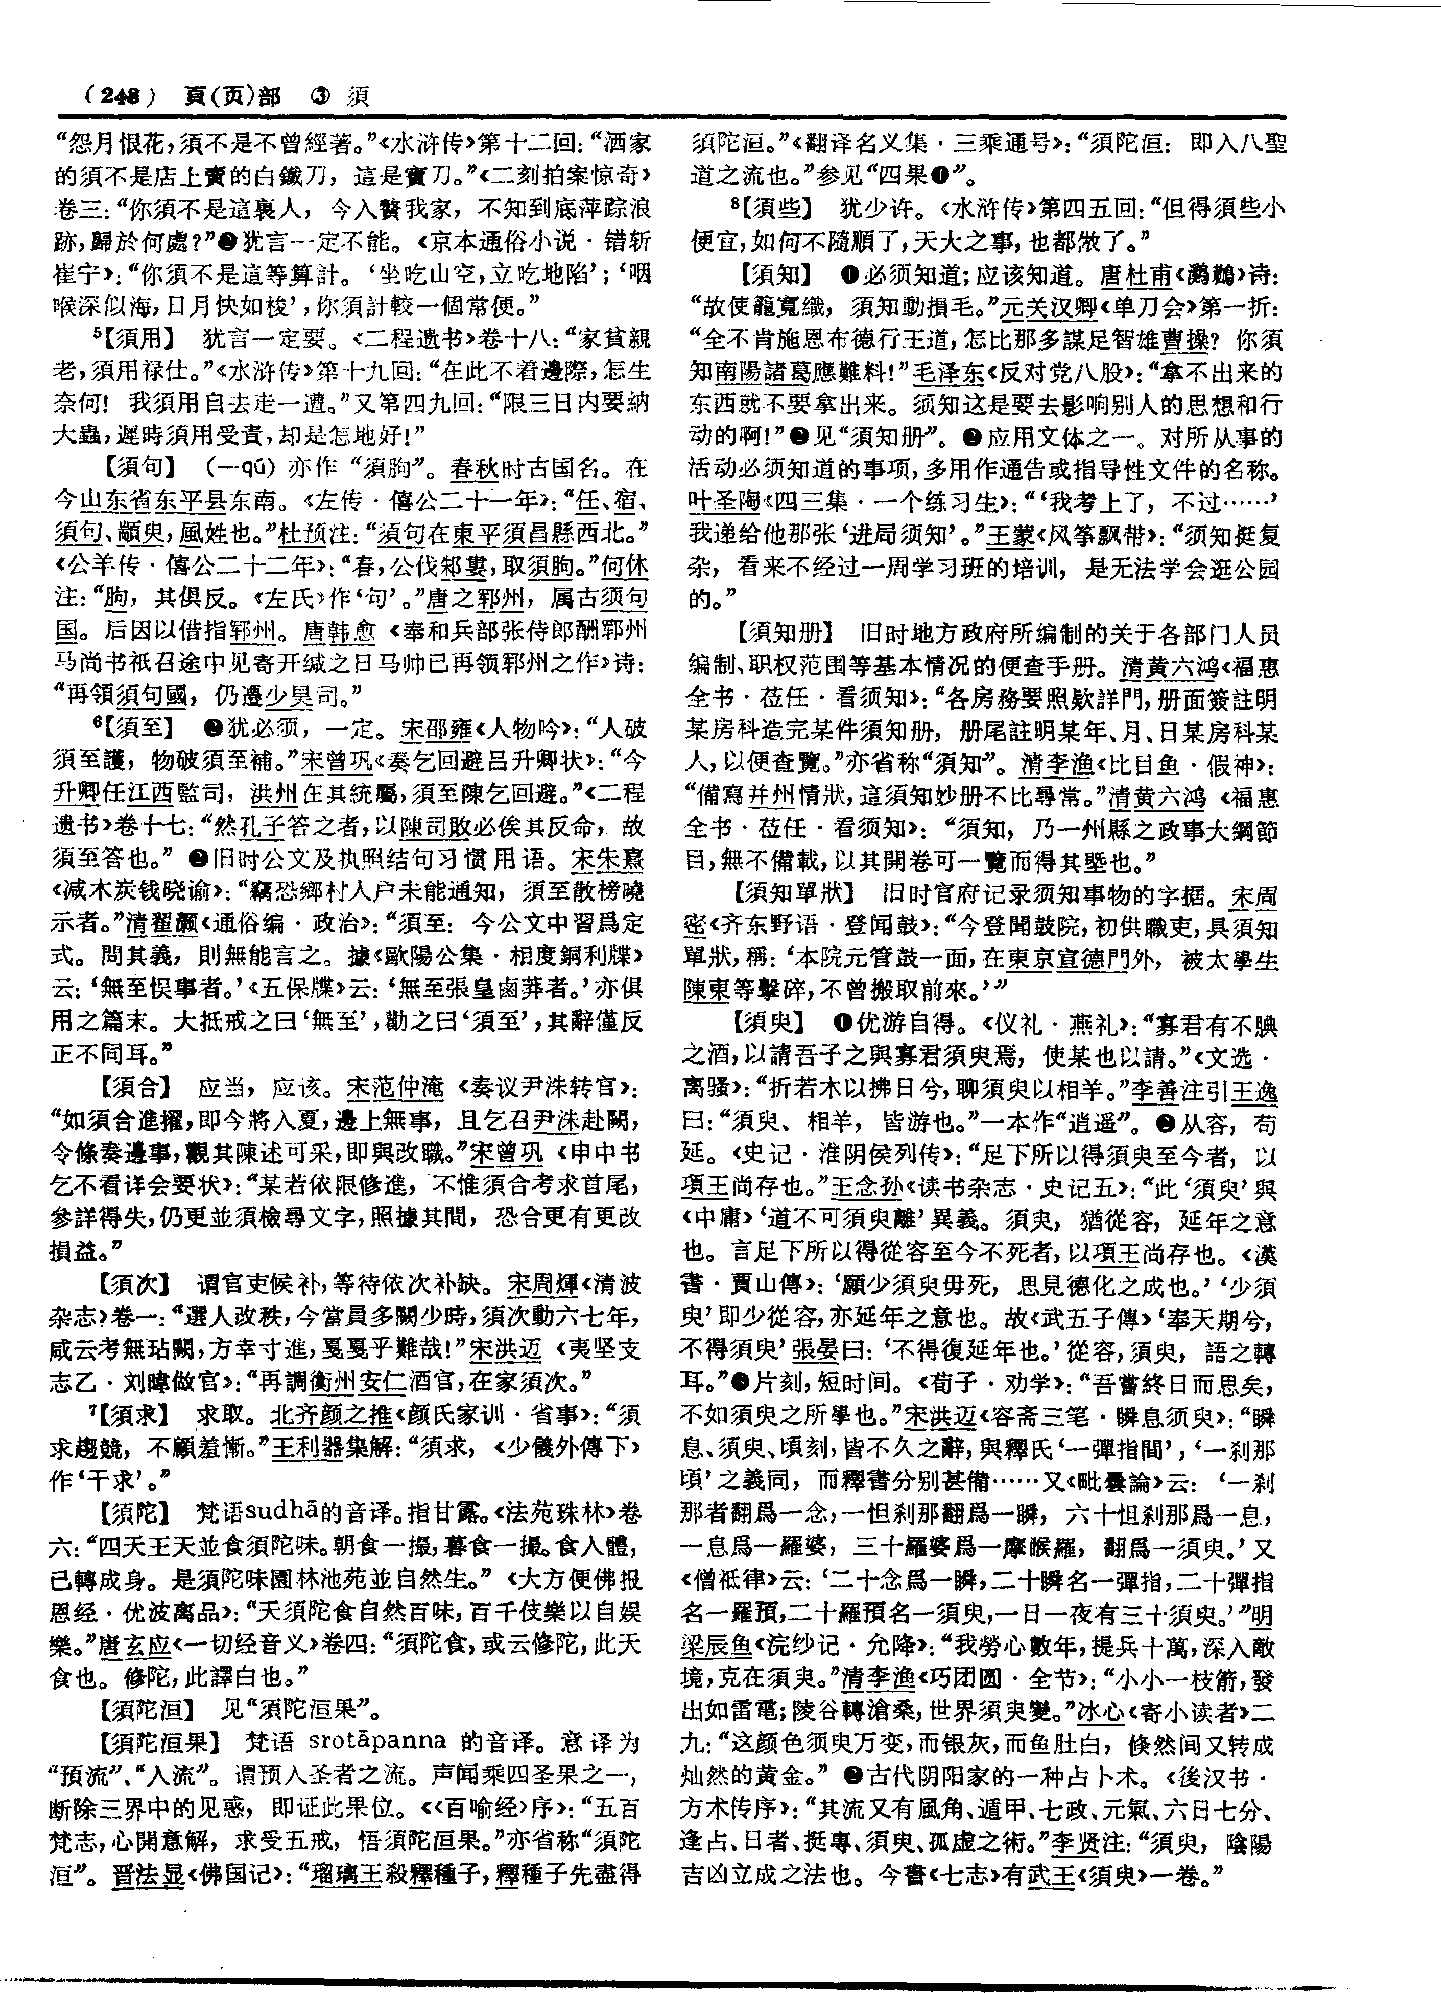 (248) 頁(页)部 ③ 須
“怨月恨花,須不是不曾經著。”《水浒传》第十二回:“洒家
的須不是店上賣的白鐵刀，這是寳刀。”《二刻拍案惊奇》
卷三:“你須不是這裏人，今入贅我家，不知到底萍踪浪
跡,歸於何處?”❷犹言一定不能。《京本通俗小说·错斩
崔宁》:“你須不是這等算計。‘坐吃山空,立吃地陷’;‘咽
喉深似海,日月快如梭’,你須計較一個常便。”
⁵【須用】 犹言一定要。《二程遗书》卷十八:“家貧親
老,須用禄仕。”《水浒传》第十九回:“在此不着邊際,怎生
奈何! 我須用自去走一遭。”又第四九回:“限三日内要納
大蟲,遲時須用受責,却是怎地好!”
【須句】 (—qú) 亦作“須朐”。春秋时古国名。在
今山东省东平县东南。《左传·僖公二十一年》:“任、宿、
須句、顓臾,風姓也。”杜预注:“須句在東平須昌縣西北。”
《公羊传·僖公二十二年》:“春,公伐邾婁,取須朐。”何休
注:“朐，其俱反。《左氏》作‘句’。”唐之郓州，属古须句
国。后因以借指郓州。唐韩愈《奉和兵部张侍郎酬郓州
马尚书祇召途中见寄开缄之日马帅已再领郓州之作》诗:
“再領須句國，仍遷少昊司。”
⁶【須至】 ❶犹必须，一定。宋邵雍《人物吟》:“人破
須至護，物破須至補。”宋曾巩《奏乞回避吕升卿状》:“今
升卿任江西監司，洪州在其統屬,須至陳乞回避。”《二程
遗书》卷十七:“然孔子答之者,以陳司敗必俟其反命，故
須至答也。” ❷旧时公文及执照结句习惯用语。宋朱熹
《减木炭钱晓谕》:“竊恐鄉村人户未能通知，須至散榜曉
示者。”清翟灏《通俗编·政治》:“須至: 今公文中習爲定
式。問其義，則無能言之。據《歐陽公集·相度銅利牒》
云:‘無至悮事者。’《五保牒》云:‘無至張皇鹵莽者。’亦俱
用之篇末。大抵戒之曰‘無至’,勸之曰‘須至’,其辭僅反
正不同耳。”
【須合】 应当，应该。宋范仲淹《奏议尹洙转官》:
“如須合進擢,即今將入夏,邊上無事，且乞召尹洙赴闕，
令條奏邊事,觀其陳述可采,即與改職。”宋曾巩《申中书
乞不看详会要状》:“某若依限修進，不惟須合考求首尾，
參詳得失,仍更並須檢尋文字,照據其間，恐合更有更改
損益。”
【須次】 谓官吏候补,等待依次补缺。宋周煇《清波
杂志》卷一:“選人改秩,今當員多闕少時,須次動六七年，
咸云考無玷闕,方幸寸進,戛戛乎難哉!”宋洪迈《夷坚支
志乙·刘暐做官》:“再調衡州安仁酒官,在家須次。”
⁷【須求】 求取。北齐颜之推《颜氏家训·省事》:“須
求趨競，不顧羞慚。”王利器集解:“須求，《少儀外傳下》
作‘干求’。”
【須陀】 梵语sudhā的音译。指甘露。《法苑珠林》卷
六:“四天王天並食須陀味。朝食一撮,暮食一撮。食入體，
已轉成身。是須陀味園林池苑並自然生。”《大方便佛报
恩经·优波离品》:“天須陀食自然百味,百千伎樂以自娱
樂。”唐玄应《一切经音义》卷四:“須陀食,或云修陀,此天
食也。修陀,此譯白也。”
【須陀洹】 见“須陀洹果”。
【須陀洹果】 梵语 srotāpanna 的音译。意译为
“預流”、“入流”。谓预入圣者之流。声闻乘四圣果之一，
断除三界中的见惑，即证此果位。《〈百喻经〉序》:“五百
梵志,心開意解，求受五戒，悟須陀洹果。”亦省称“須陀
洹”。晋法显《佛国记》:“瑠璃王殺釋種子,釋種子先盡得
須陀洹。”《翻译名义集·三乘通号》:“須陀洹: 即入八聖
道之流也。”参见“四果❶”。
⁸【須些】 犹少许。《水浒传》第四五回:“但得須些小
便宜,如何不隨順了,天大之事,也都敓了。”
【須知】 ❶必须知道;应该知道。唐杜甫《鹦鹉》诗:
“故使籠寬織，須知動損毛。”元关汉卿《单刀会》第一折:
“全不肯施恩布德行王道,怎比那多謀足智雄曹操? 你須
知南陽諸葛應難料!”毛泽东《反对党八股》:“拿不出来的
东西就不要拿出来。须知这是要去影响别人的思想和行
动的啊!”❷见“須知册”。❸应用文体之一。对所从事的
活动必须知道的事项,多用作通告或指导性文件的名称。
叶圣陶《四三集·一个练习生》:“‘我考上了，不过……’
我递给他那张‘进局须知’。”王蒙《风筝飘带》:“须知挺复
杂，看来不经过一周学习班的培训，是无法学会逛公园
的。”
【須知册】 旧时地方政府所编制的关于各部门人员
编制、职权范围等基本情况的便查手册。清黄六鸿《福惠
全书·莅任·看须知》:“各房務要照欵詳門,册面簽註明
某房科造完某件須知册，册尾註明某年、月、日某房科某
人,以便查覽。”亦省称“須知”。清李渔《比目鱼·假神》:
“備寫并州情狀,這須知妙册不比尋常。”清黄六鸿《福惠
全书·莅任·看须知》: “須知，乃一州縣之政事大綱節
目,無不備載,以其開卷可一覽而得其槩也。”
【須知單狀】 旧时官府记录须知事物的字据。宋周
密《齐东野语·登闻鼓》:“今登聞鼓院,初供職吏,具須知
單狀,稱:‘本院元管鼓一面,在東京宣德門外，被太學生
陳東等擊碎,不曾搬取前來。’”
【須臾】 ❶优游自得。《仪礼·燕礼》:“寡君有不腆
之酒,以請吾子之與寡君須臾焉，使某也以請。”《文选·
离骚》:“折若木以拂日兮,聊須臾以相羊。”李善注引王逸
曰:“須臾、相羊，皆游也。”一本作“逍遥”。❷从容，苟
延。《史记·淮阴侯列传》:“足下所以得須臾至今者，以
項王尚存也。”王念孙《读书杂志·史记五》:“此‘須臾’與
《中庸》‘道不可須臾離’異義。須臾，猶從容，延年之意
也。言足下所以得從容至今不死者,以項王尚存也。《漢
書·賈山傳》:‘願少須臾毋死，思見德化之成也。’‘少須
臾’即少從容,亦延年之意也。故《武五子傳》‘奉天期兮，
不得須臾’張晏曰:‘不得復延年也。’從容,須臾，語之轉
耳。”❸片刻,短时间。《荀子·劝学》:“吾嘗終日而思矣，
不如須臾之所學也。”宋洪迈《容斋三笔·瞬息须臾》:“瞬
息、須臾、頃刻,皆不久之辭,與釋氏‘一彈指間’,‘一刹那
頃’之義同，而釋書分别甚備……又《毗曇論》云: ‘一刹
那者翻爲一念,一怛刹那翻爲一瞬，六十怛刹那爲一息，
一息爲一羅婆，三十羅婆爲一摩睺羅，翻爲一須臾。’又
《僧祇律》云:‘二十念爲一瞬,二十瞬名一彈指,二十彈指
名一羅預,二十羅預名一須臾,一日一夜有三十須臾。’”明
梁辰鱼《浣纱记·允降》:“我勞心數年,提兵十萬,深入敵
境,克在須臾。”清李渔《巧团圆·全节》:“小小一枝箭,發
出如雷電;陵谷轉滄桑,世界須臾變。”冰心《寄小读者》二
九:“这颜色须臾万变,而银灰,而鱼肚白，倏然间又转成
灿然的黄金。” ❹古代阴阳家的一种占卜术。《後汉书·
方术传序》:“其流又有風角、遁甲、七政、元氣、六日七分、
逢占、日者、挺專、須臾、孤虚之術。”李贤注:“須臾，陰陽
吉凶立成之法也。今書《七志》有武王《須臾》一卷。”